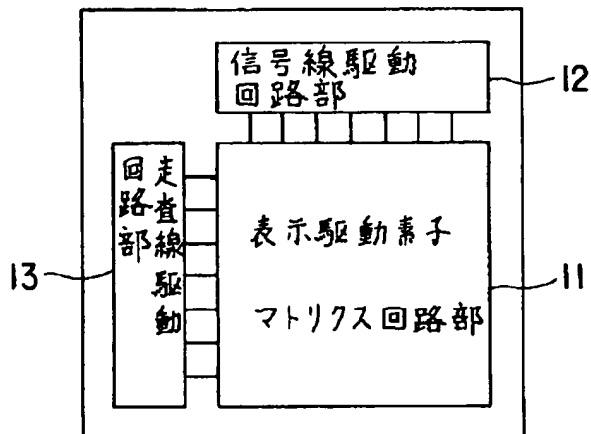 信号線駆動
回路部
12
走査線駆動
回路部
13
表示駆動素子
マトリクス回路部
11